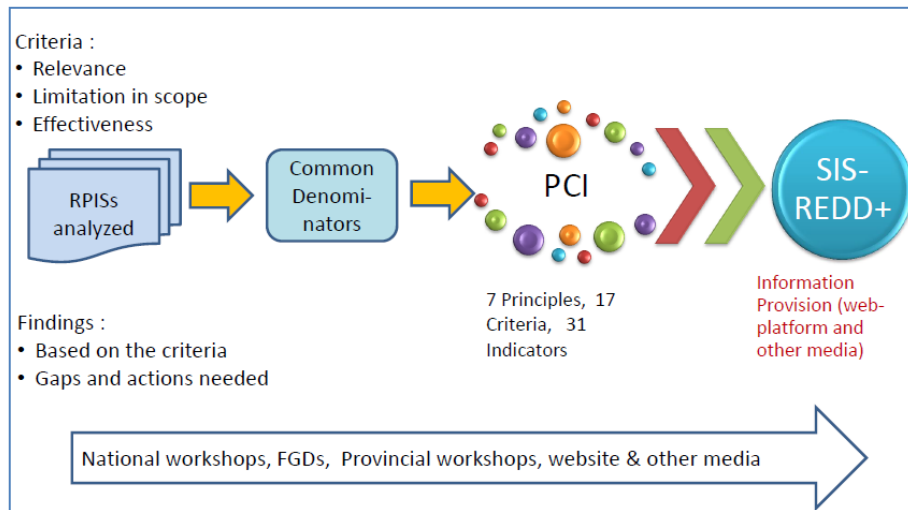 Criteria :
• Relevance
• Limitation in scope
• Effectiveness
RPISs
analyzed
Common
Denomi-
nators
PCI
SIS-
REDD+
7 Principles, 17
Criteria, 31
Indicators
Information
Provision (web-
platform and
other media)
Findings :
• Based on the criteria
• Gaps and actions needed
National workshops, FGDs, Provincial workshops, website & other media